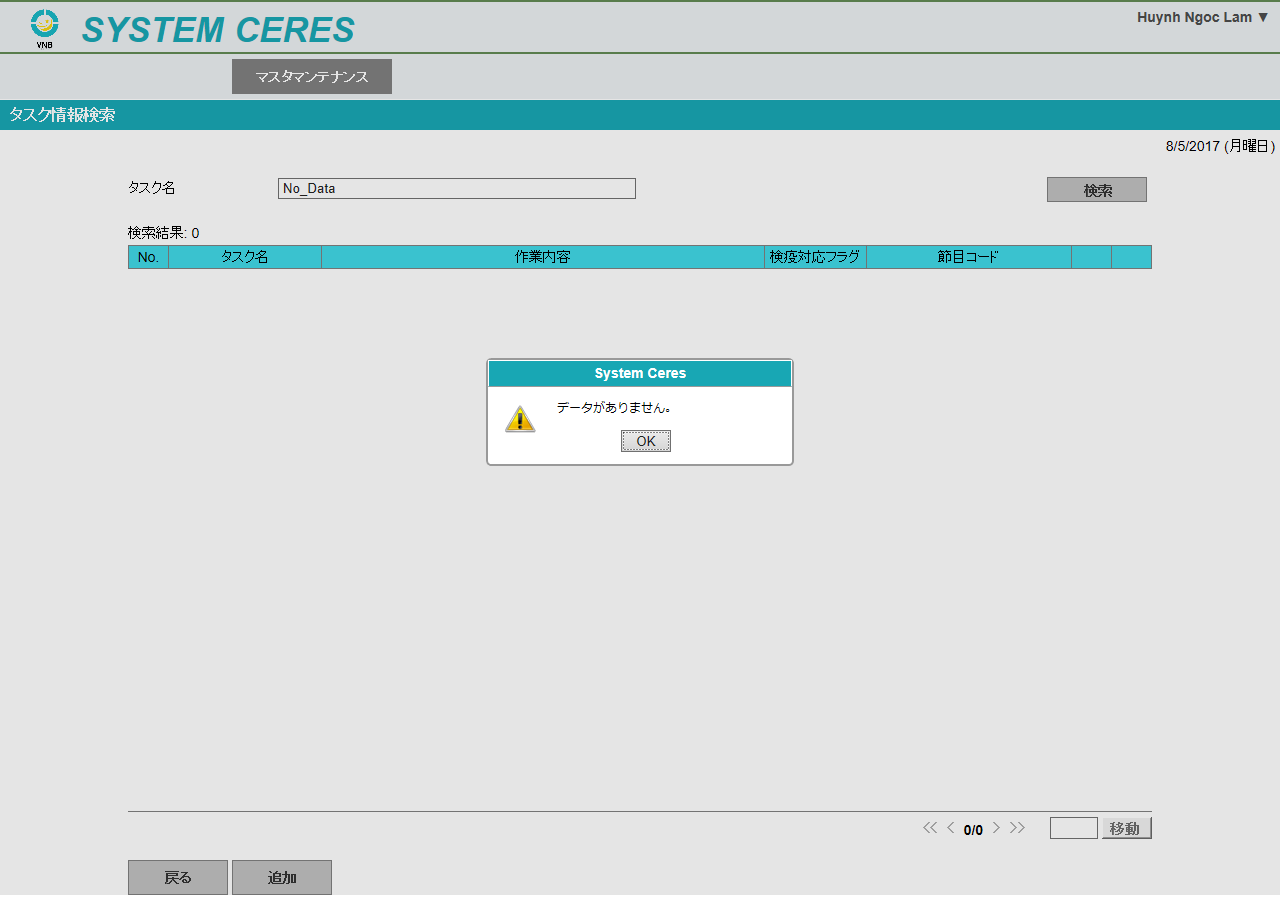 VNB
SYSTEM CERES
Huynh Ngoc Lam ▼
マスタマンテナンス
タスク情報検索
8/5/2017 (月曜日)
タスク名 No_Data 検索
検索結果: 0
No. タスク名 作業内容 検疫対応フラグ 節目コード
System Ceres
データがありません。
OK
<< < 0/0 > >> 移動
戻る 追加